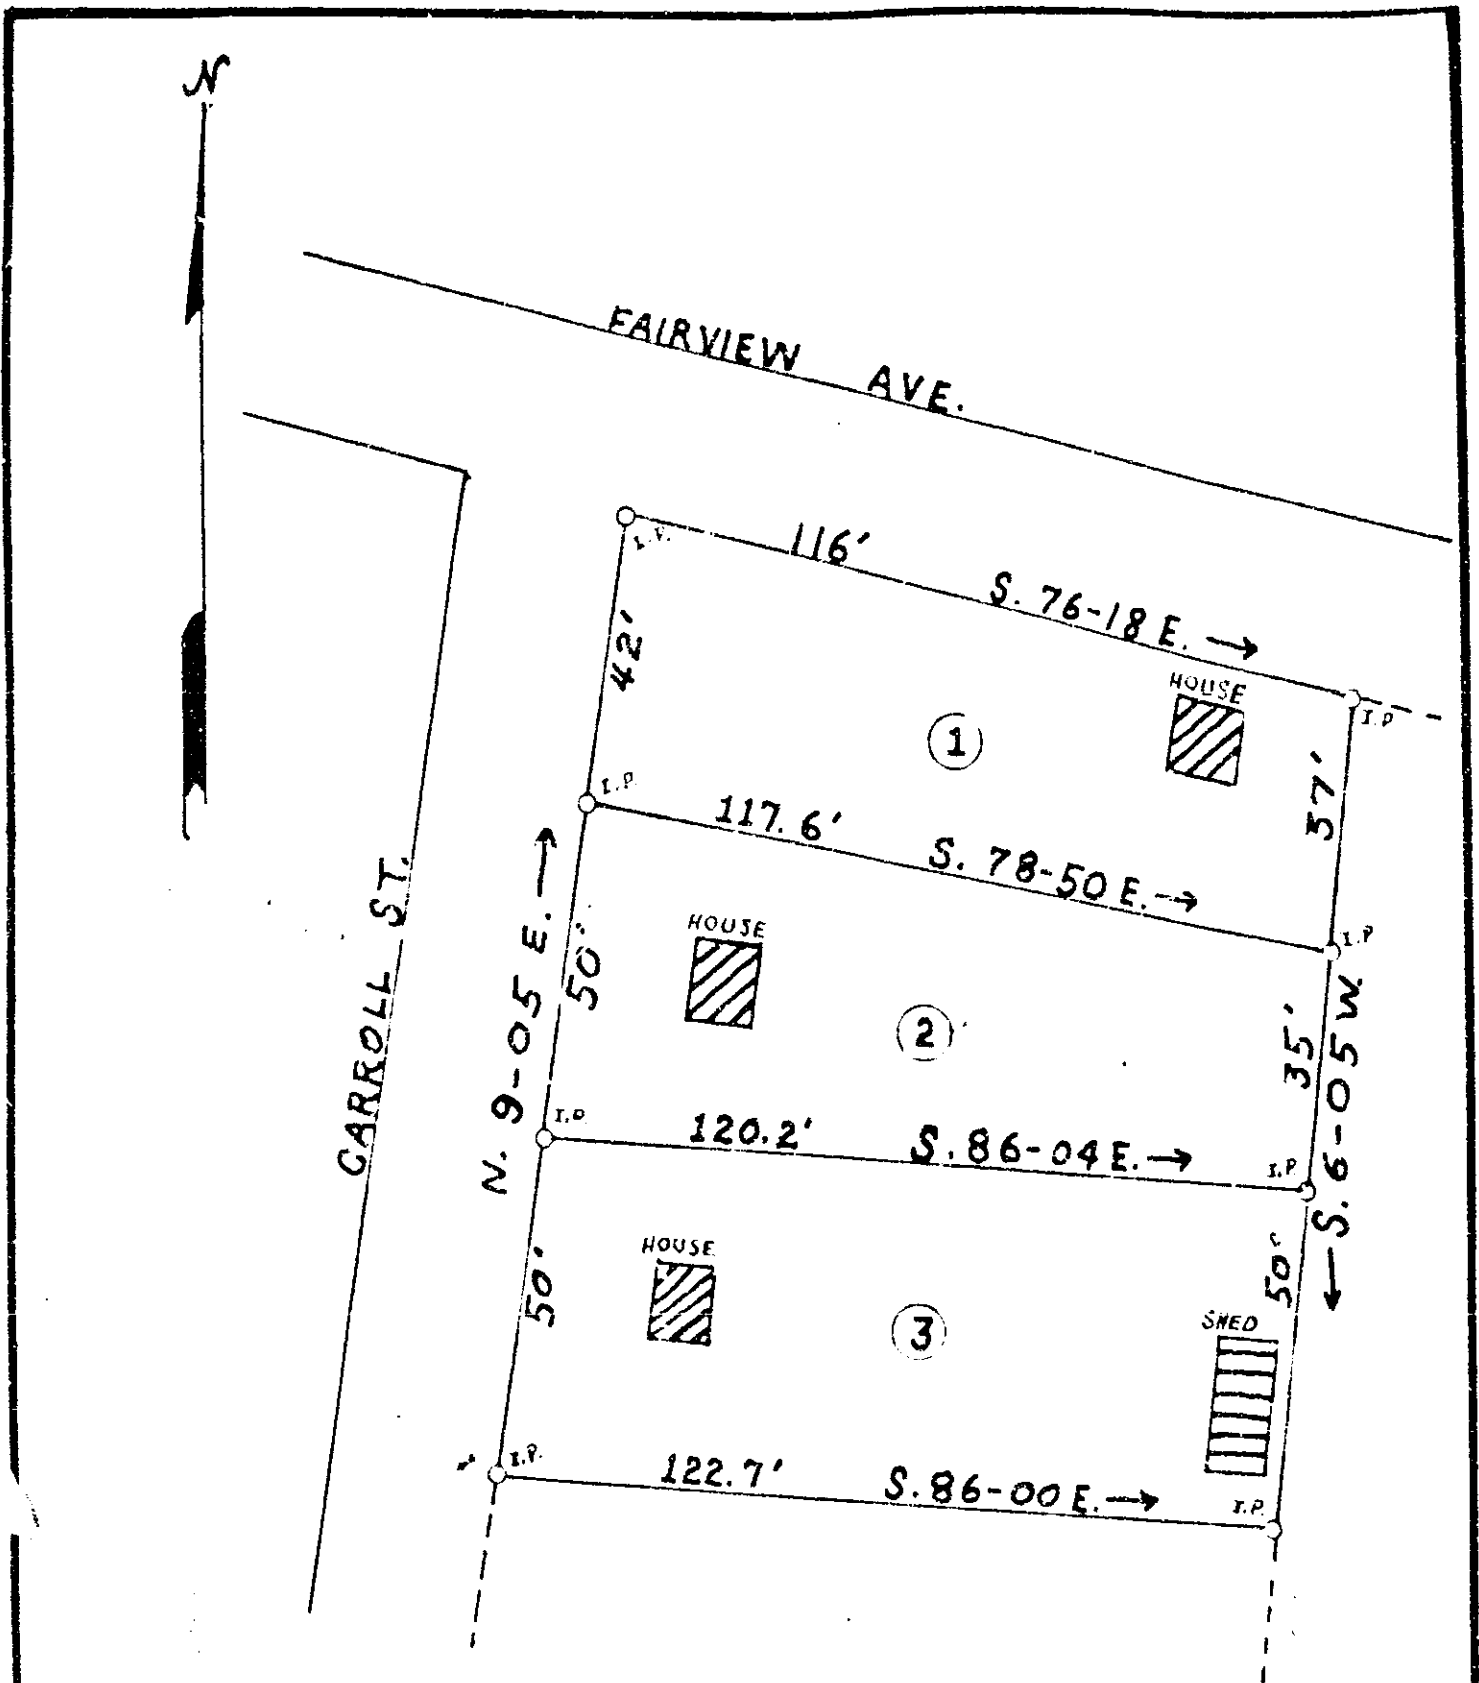 N
FAIRVIEW AVE.
CARROLL ST.
116'
S. 76-18 E. →
I.P.
I.P
42'
HOUSE
1
37'
I.P.
117.6'
S. 78-50 E. →
I.P
N. 9-05 E. →
50'
HOUSE
2
35'
S. 6-05 W. →
I.P.
120.2'
S. 86-04 E. →
I.P.
50'
HOUSE
3
50'
SHED
I.P.
122.7'
S. 86-00 E. →
I.P.